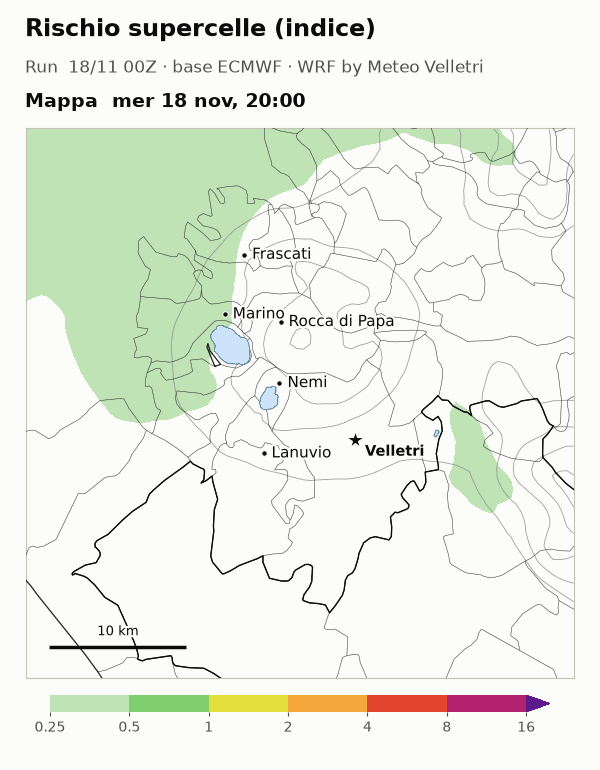 Rischio supercelle (indice)
Run  18/11 00Z · base ECMWF · WRF by Meteo Velletri
Mappa  mer 18 nov, 20:00
Frascati
Marino
Rocca di Papa
Nemi
Velletri
Lanuvio
10 km
0.25 0.5 1 2 4 8 16